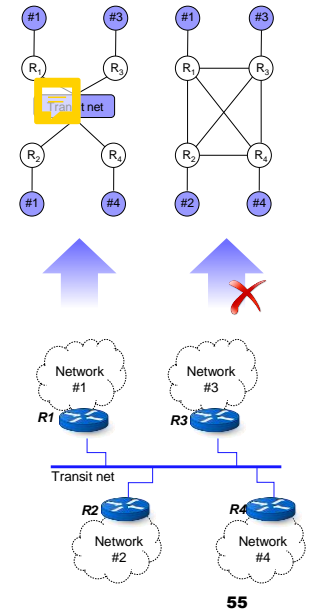 #1 #3 #1 #3
R1 R3 R1 R3
Transit net
R2 R4 R2 R4
#1 #4 #2 #4
Network
#1
Network
#3
R1 R3
Transit net
R2 R4
Network
#2
Network
#4
55